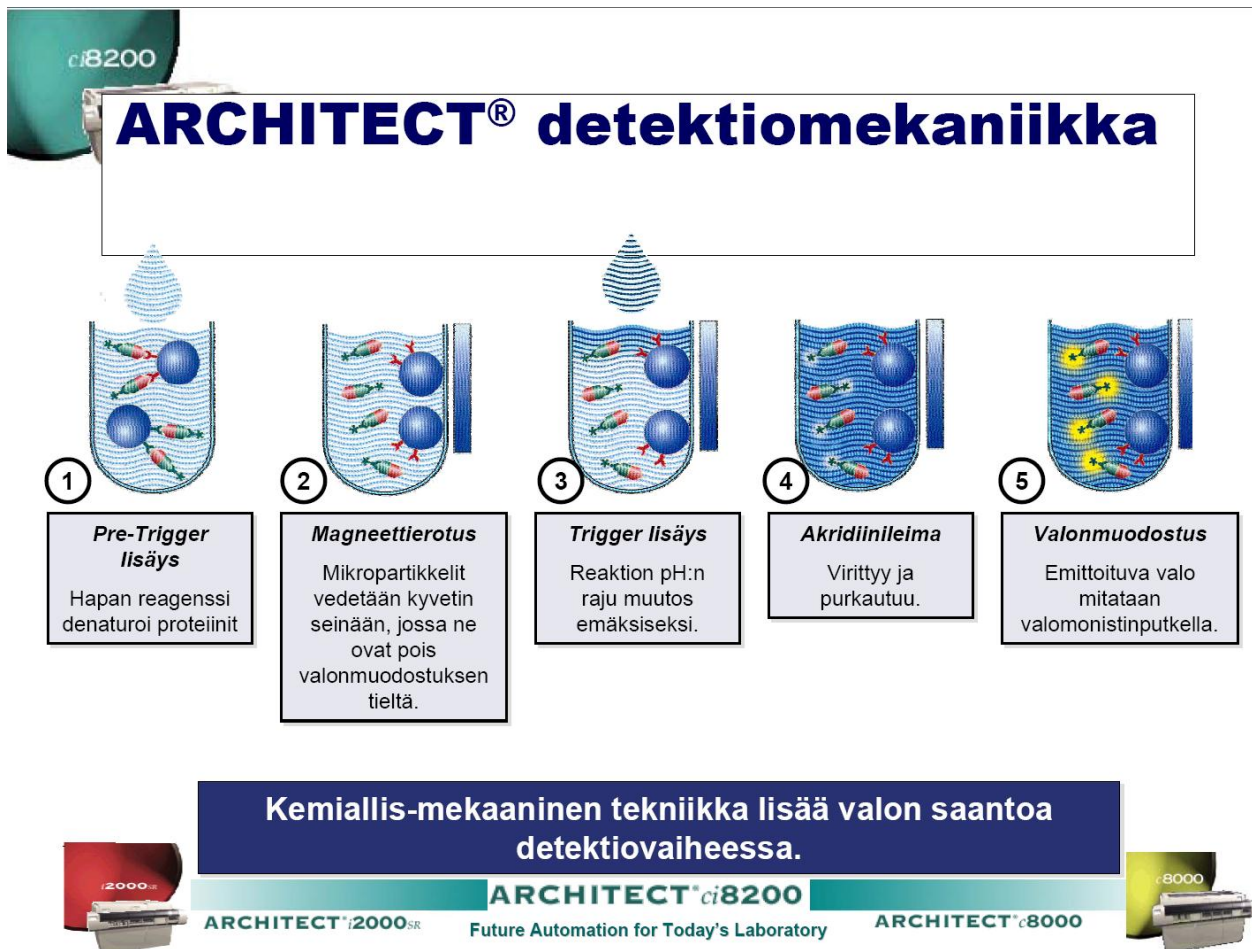 ci8200
ARCHITECT® detektiomekaniikka
1
Pre-Trigger
lisäys
Hapan reagenssi
denaturoi proteiinit
2
Magneettierotus
Mikropartikkelit
vedetään kyvetin
seinään, jossa ne
ovat pois
valonmuodostuksen
tieltä.
3
Trigger lisäys
Reaktion pH:n
raju muutos
emäksiseksi.
4
Akridiinileima
Virittyy ja
purkautuu.
5
Valonmuodostus
Emittoituva valo
mitataan
valomonistinputkella.
Kemiallis-mekaaninen tekniikka lisää valon saantoa
detektiovaiheessa.
i2000SR
c8000
ARCHITECT® ci8200
ARCHITECT® i2000SR
Future Automation for Today's Laboratory
ARCHITECT® c8000